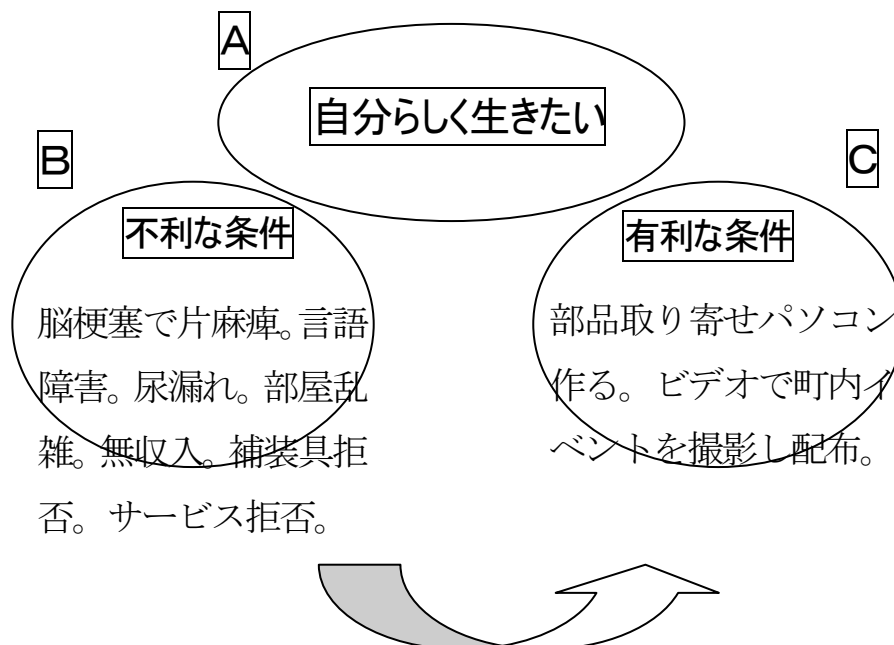 A
自分らしく生きたい
B
不利な条件
脳梗塞で片麻痺。言語
障害。尿漏れ。部屋乱
雑。無収入。補装具拒
否。サービス拒否。
C
有利な条件
部品取り寄せパソコン
作る。ビデオで町内イ
ベントを撮影し配布。